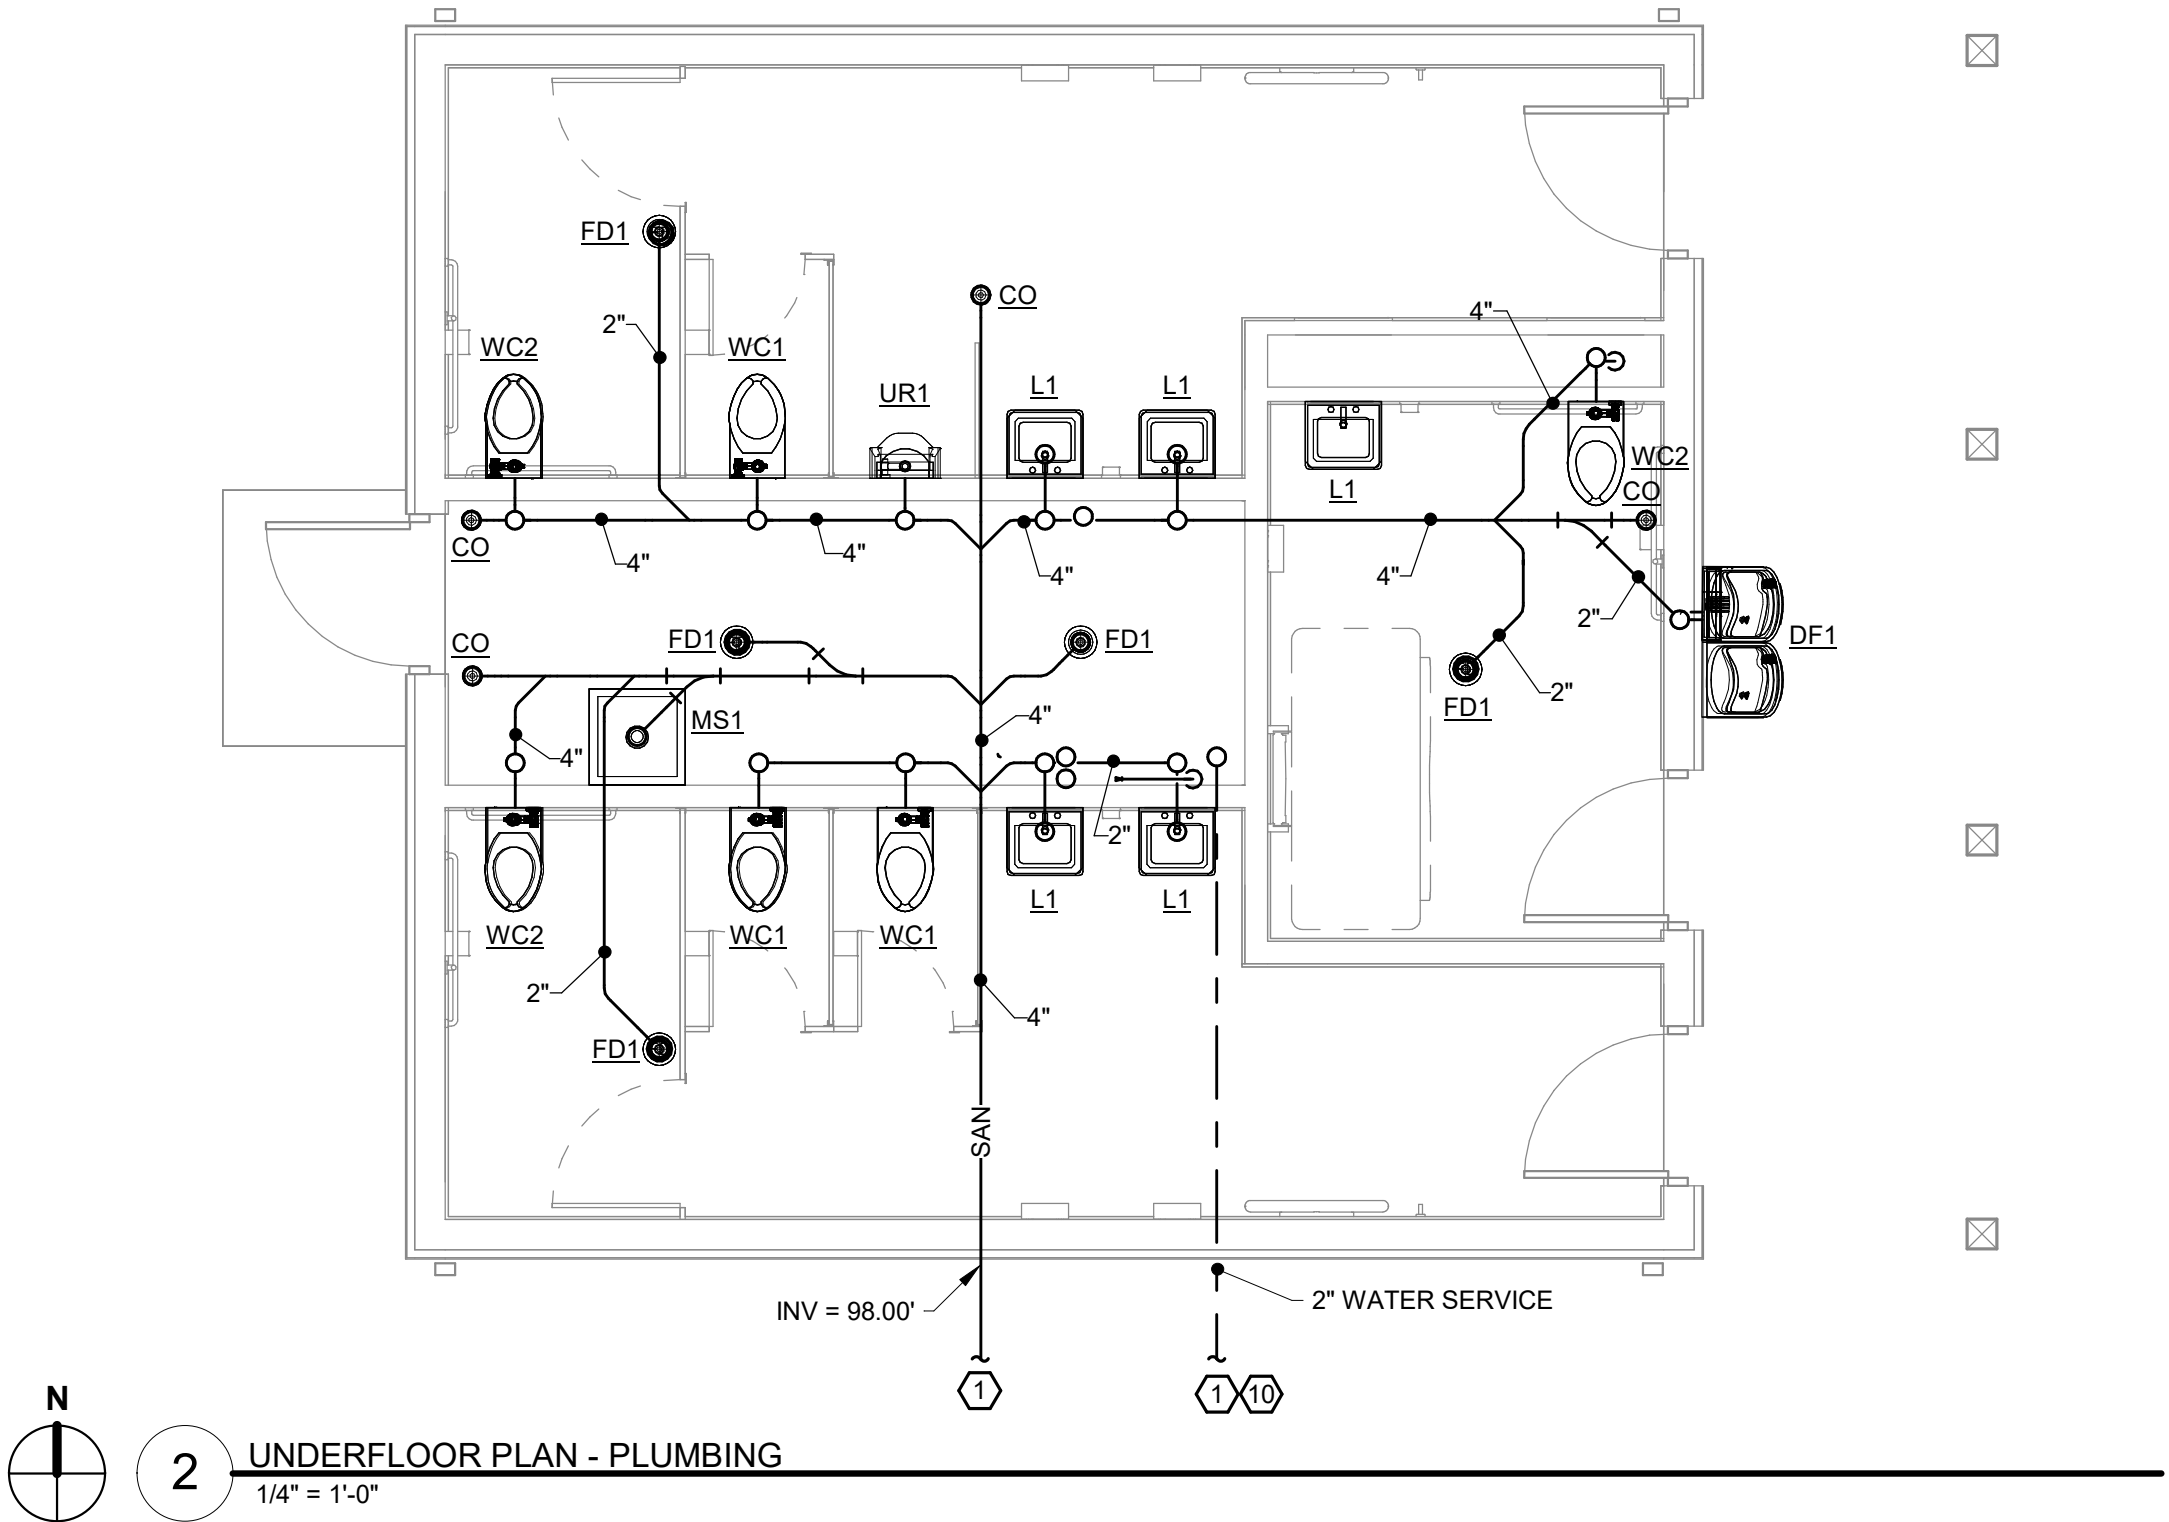 FD1
CO
2"
4"
WC2
WC1
UR1
L1
L1
WC2
L1
CO
CO
4"
4"
4"
4"
2"
CO
FD1
FD1
DF1
FD1
2"
MS1
4"
4"
2"
L1
L1
WC2
WC1
WC1
2"
4"
FD1
SAN
INV = 98.00'
2" WATER SERVICE
1
1
10
N
2
UNDERFLOOR PLAN - PLUMBING
1/4" = 1'-0"